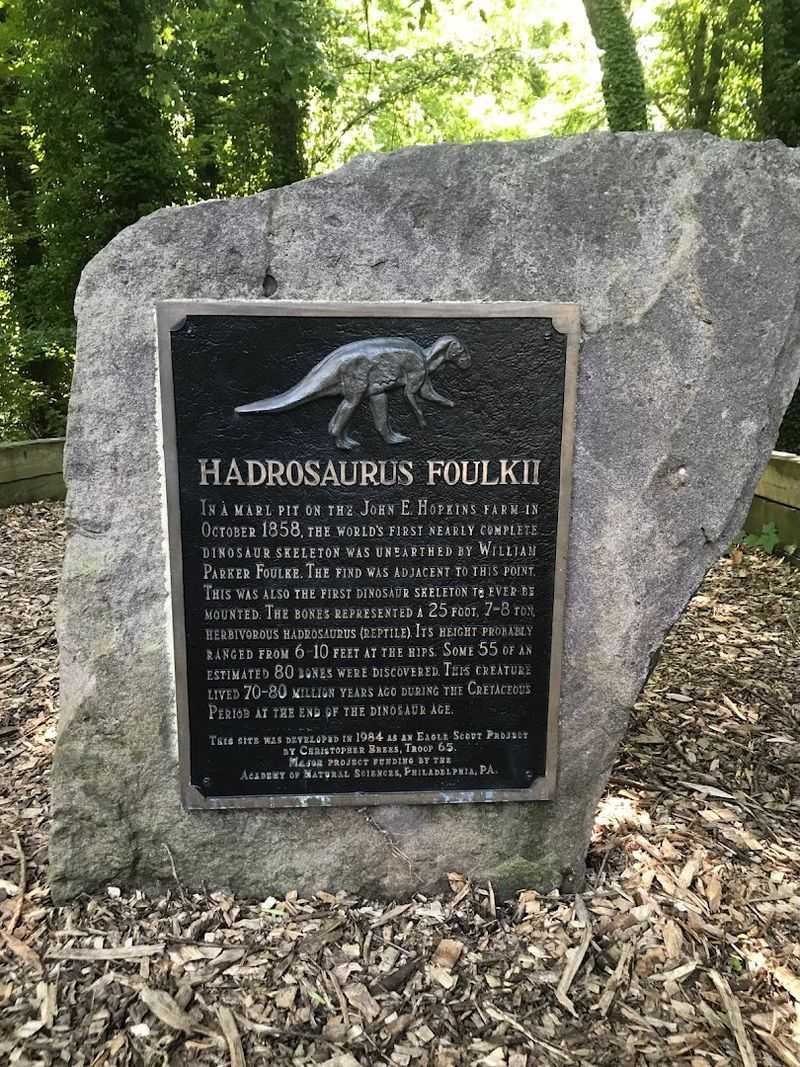 HADROSAURUS FOULKII
IN A MARL PIT ON THE JOHN E. HOPKINS FARM IN
OCTOBER 1858, THE WORLD'S FIRST NEARLY COMPLETE
DINOSAUR SKELETON WAS UNEARTHED BY WILLIAM
PARKER FOULKE. THE FIND WAS ADJACENT TO THIS POINT.
THIS WAS ALSO THE FIRST DINOSAUR SKELETON TO EVER BE
MOUNTED. THE BONES REPRESENTED A 25 FOOT, 7-8 TON,
HERBIVOROUS HADROSAURUS (REPTILE). ITS HEIGHT PROBABLY
RANGED FROM 6-10 FEET AT THE HIPS. SOME 55 OF AN
ESTIMATED 80 BONES WERE DISCOVERED. THIS CREATURE
LIVED 70-80 MILLION YEARS AGO DURING THE CRETACEOUS
PERIOD AT THE END OF THE DINOSAUR AGE.
THIS SITE WAS DEVELOPED IN 1984 AS AN EAGLE SCOUT PROJECT
BY CHRISTOPHER BREES, TROOP 65.
MAJOR PROJECT FUNDING BY THE
ACADEMY OF NATURAL SCIENCES, PHILADELPHIA, PA.